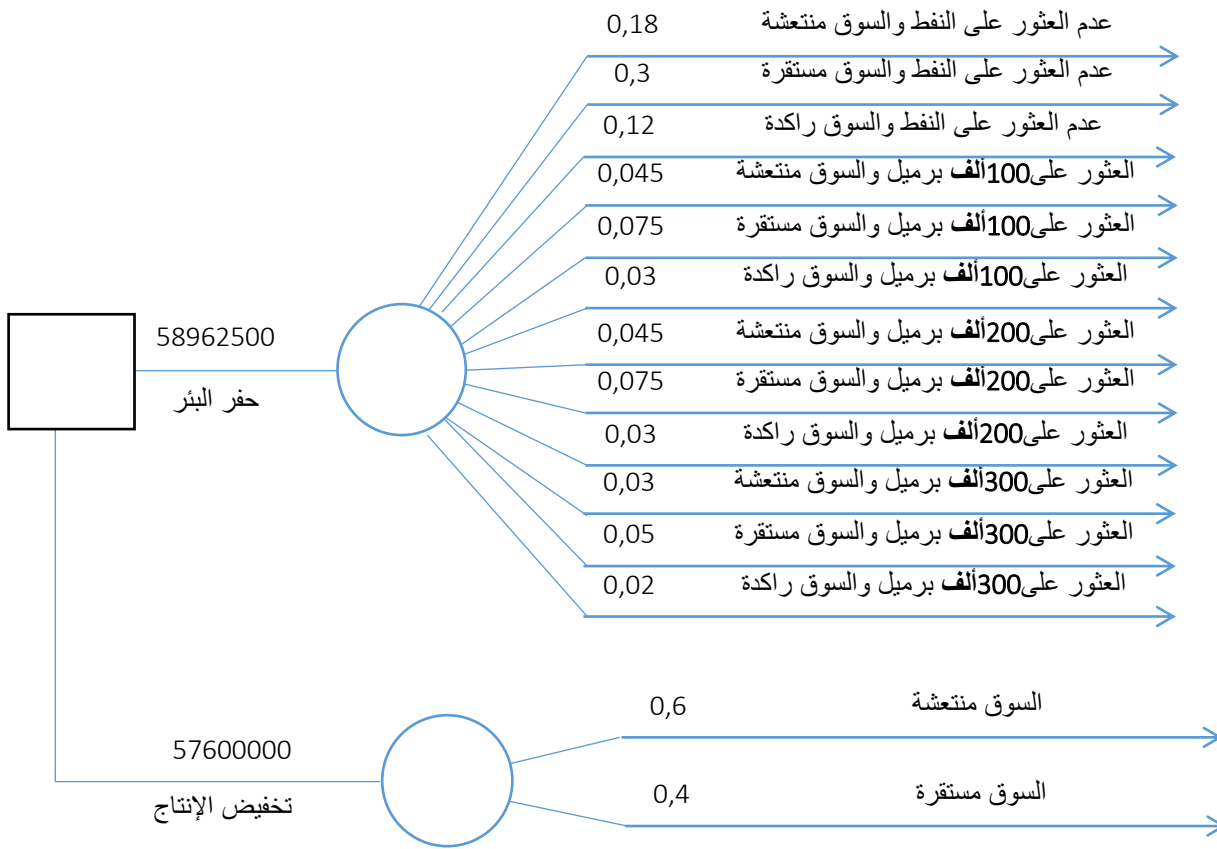 عدم العثور على النفط والسوق منتعشة 0,18
عدم العثور على النفط والسوق مستقرة 0,3
عدم العثور على النفط والسوق راكدة 0,12
العثور على100ألف برميل والسوق منتعشة 0,045
العثور على100ألف برميل والسوق مستقرة 0,075
العثور على100ألف برميل والسوق راكدة 0,03
العثور على200ألف برميل والسوق منتعشة 0,045
العثور على200ألف برميل والسوق مستقرة 0,075
العثور على200ألف برميل والسوق راكدة 0,03
العثور على300ألف برميل والسوق منتعشة 0,03
العثور على300ألف برميل والسوق مستقرة 0,05
العثور على300ألف برميل والسوق راكدة 0,02
58962500
حفر البئر
السوق منتعشة 0,6
السوق مستقرة 0,4
57600000
تخفيض الإنتاج